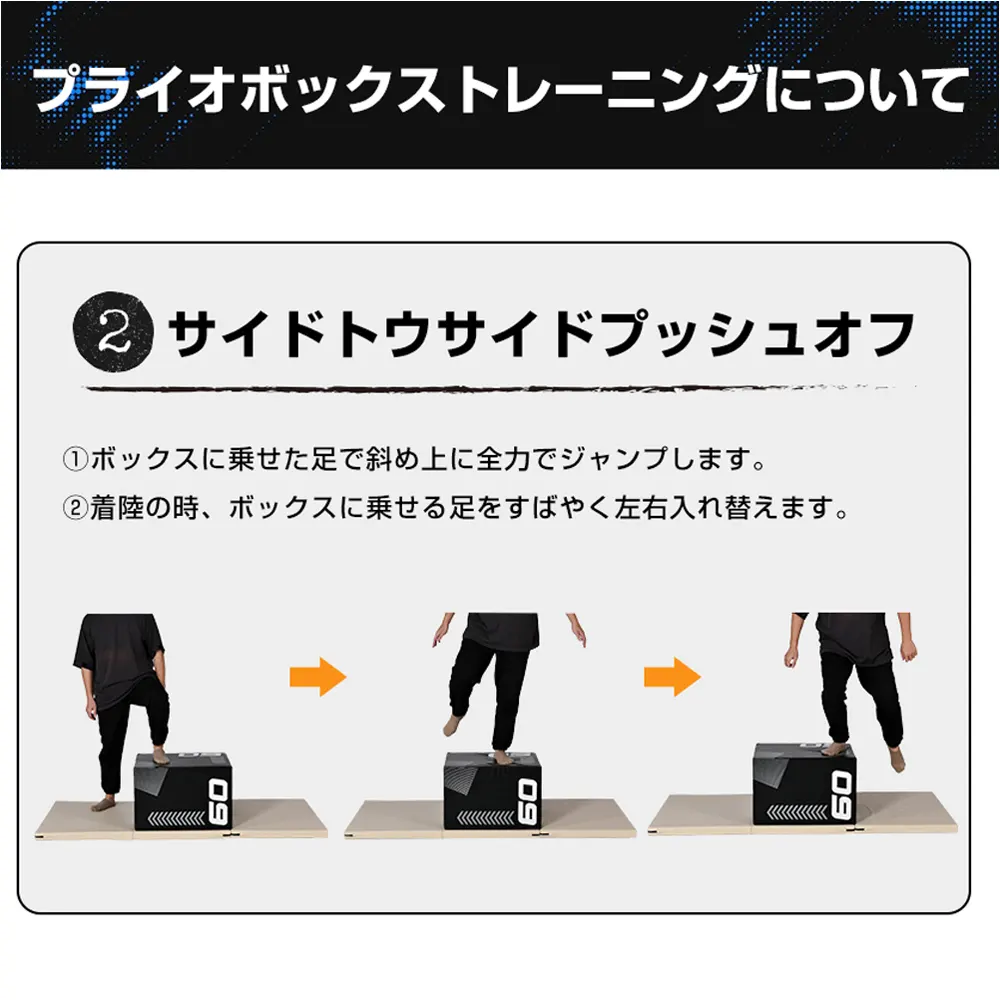 プライオボックストレーニングについて
2 サイドトウサイドプッシュオフ
①ボックスに乗せた足で斜め上に全力でジャンプします。
②着陸の時、ボックスに乗せる足をすばやく左右入れ替えます。
60
60
60